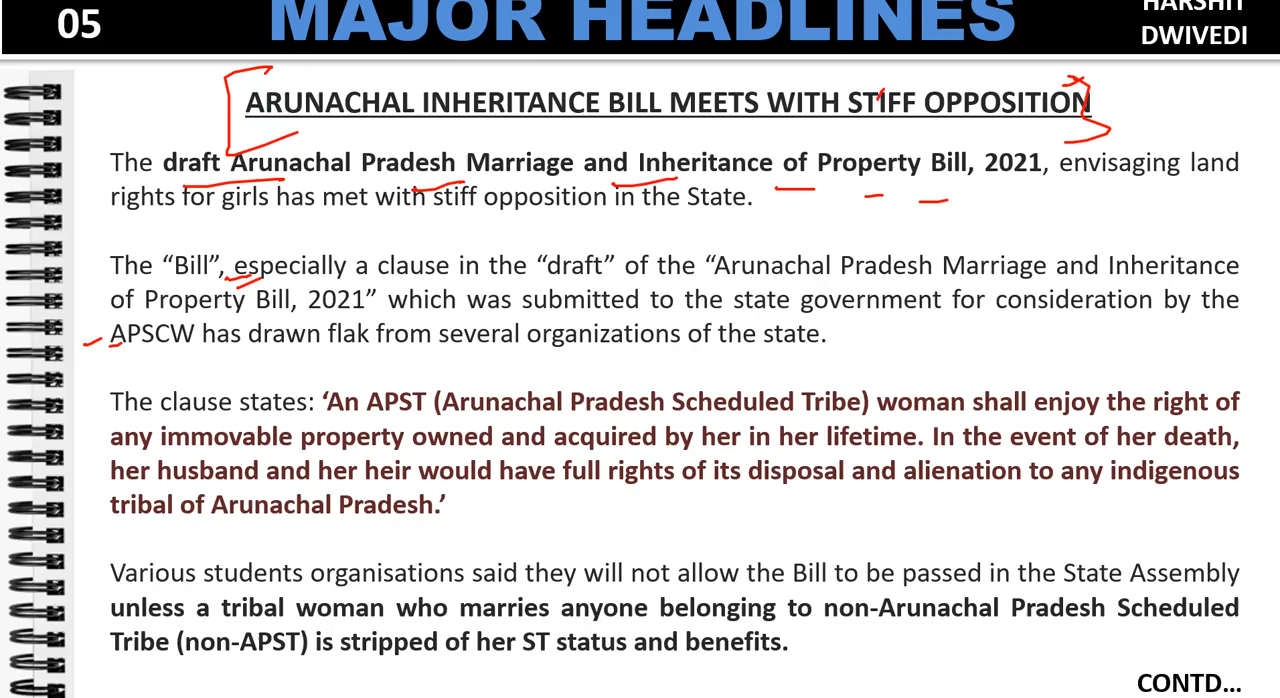 05
MAJOR HEADLINES
HARSHIT
DWIVEDI
ARUNACHAL INHERITANCE BILL MEETS WITH STIFF OPPOSITION
The draft Arunachal Pradesh Marriage and Inheritance of Property Bill, 2021, envisaging land
rights for girls has met with stiff opposition in the State.
The “Bill”, especially a clause in the “draft” of the “Arunachal Pradesh Marriage and Inheritance
of Property Bill, 2021” which was submitted to the state government for consideration by the
APSCW has drawn flak from several organizations of the state.
The clause states: ‘An APST (Arunachal Pradesh Scheduled Tribe) woman shall enjoy the right of
any immovable property owned and acquired by her in her lifetime. In the event of her death,
her husband and her heir would have full rights of its disposal and alienation to any indigenous
tribal of Arunachal Pradesh.’
Various students organisations said they will not allow the Bill to be passed in the State Assembly
unless a tribal woman who marries anyone belonging to non-Arunachal Pradesh Scheduled
Tribe (non-APST) is stripped of her ST status and benefits.
CONTD...